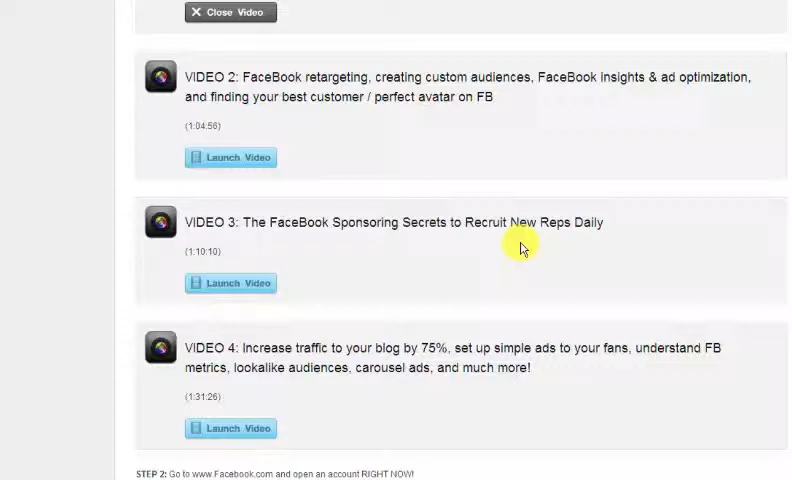 Close Video
VIDEO 2: FaceBook retargeting, creating custom audiences, FaceBook insights & ad optimization,
and finding your best customer / perfect avatar on FB
(1:04:56)
Launch Video
VIDEO 3: The FaceBook Sponsoring Secrets to Recruit New Reps Daily
(1:10:10)
Launch Video
VIDEO 4: Increase traffic to your blog by 75%, set up simple ads to your fans, understand FB
metrics, lookalike audiences, carousel ads, and much more!
(1:31:26)
Launch Video
STEP 2: Go to www.Facebook.com and open an account RIGHT NOW!